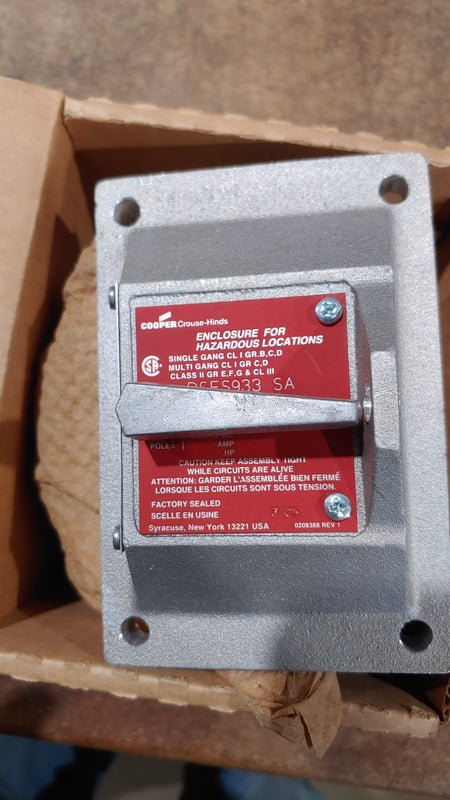 COOPER Crouse-Hinds
ENCLOSURE FOR
HAZARDOUS LOCATIONS
SINGLE GANG CL I GR.B,C,D
MULTI GANG CL I GR C,D
CLASS II GR E,F,G & CL III
DSES933 SA
POLES 1 AMP
HP
CAUTION KEEP ASSEMBLY TIGHT
WHILE CIRCUITS ARE ALIVE
ATTENTION: GARDER L'ASSEMBLÉE BIEN FERMÉ
LORSQUE LES CIRCUITS SONT SOUS TENSION.
FACTORY SEALED
SCELLE EN USINE
Syracuse, New York 13221 USA 0208388 REV 1